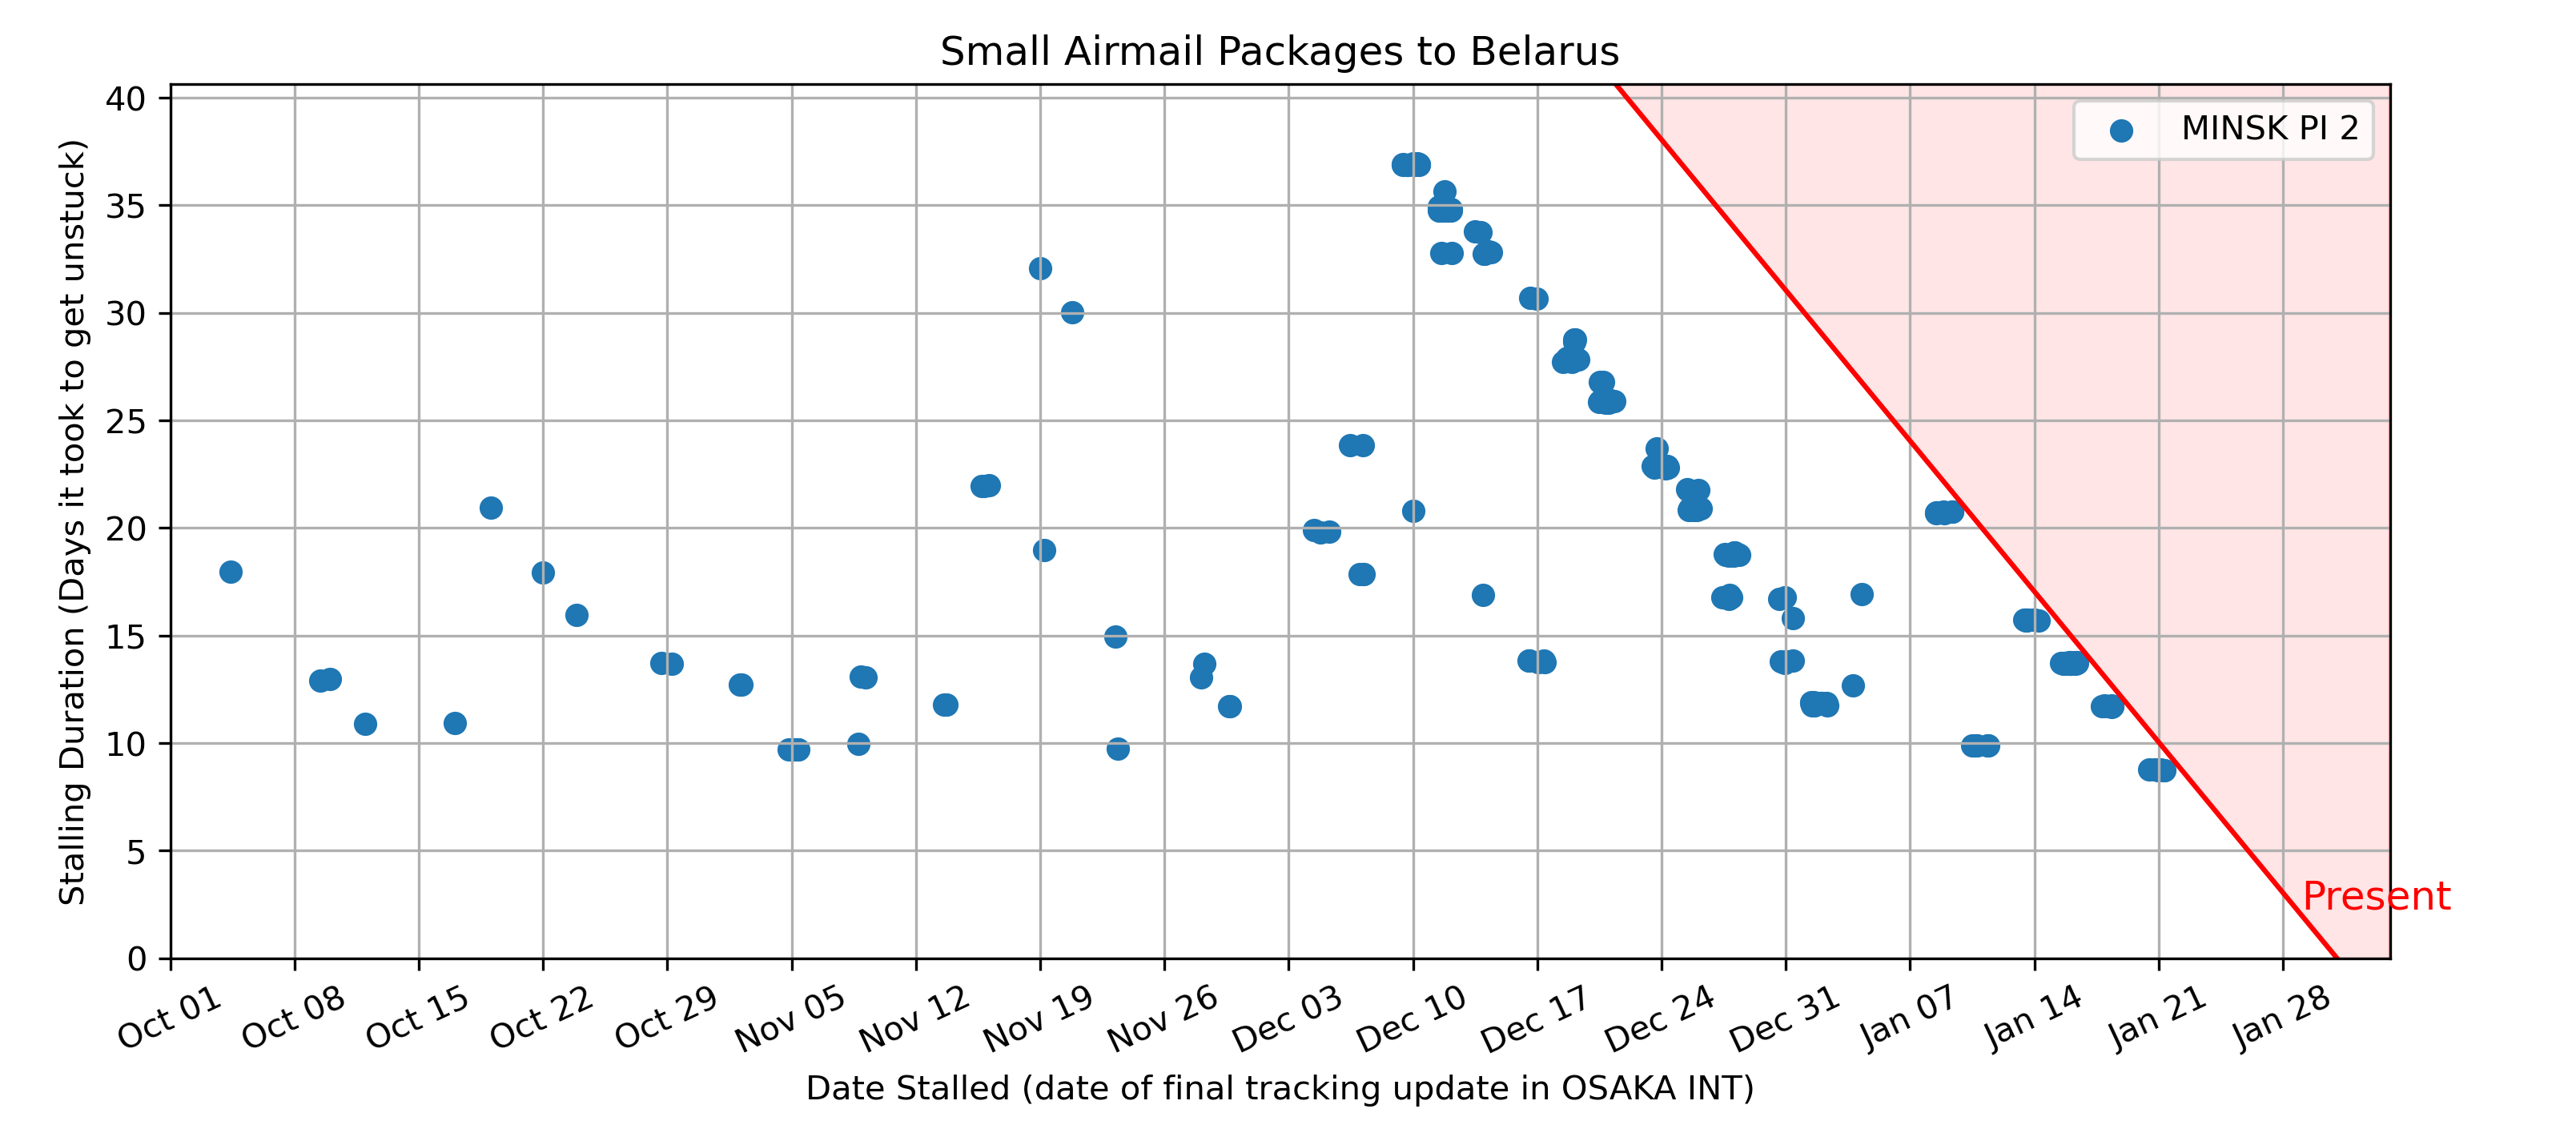 Small Airmail Packages to Belarus
Stalling Duration (Days it took to get unstuck)
40
35
30
25
20
15
10
5
0
MINSK PI 2
Present
Oct 01
Oct 08
Oct 15
Oct 22
Oct 29
Nov 05
Nov 12
Nov 19
Nov 26
Dec 03
Dec 10
Dec 17
Dec 24
Dec 31
Jan 07
Jan 14
Jan 21
Jan 28
Date Stalled (date of final tracking update in OSAKA INT)